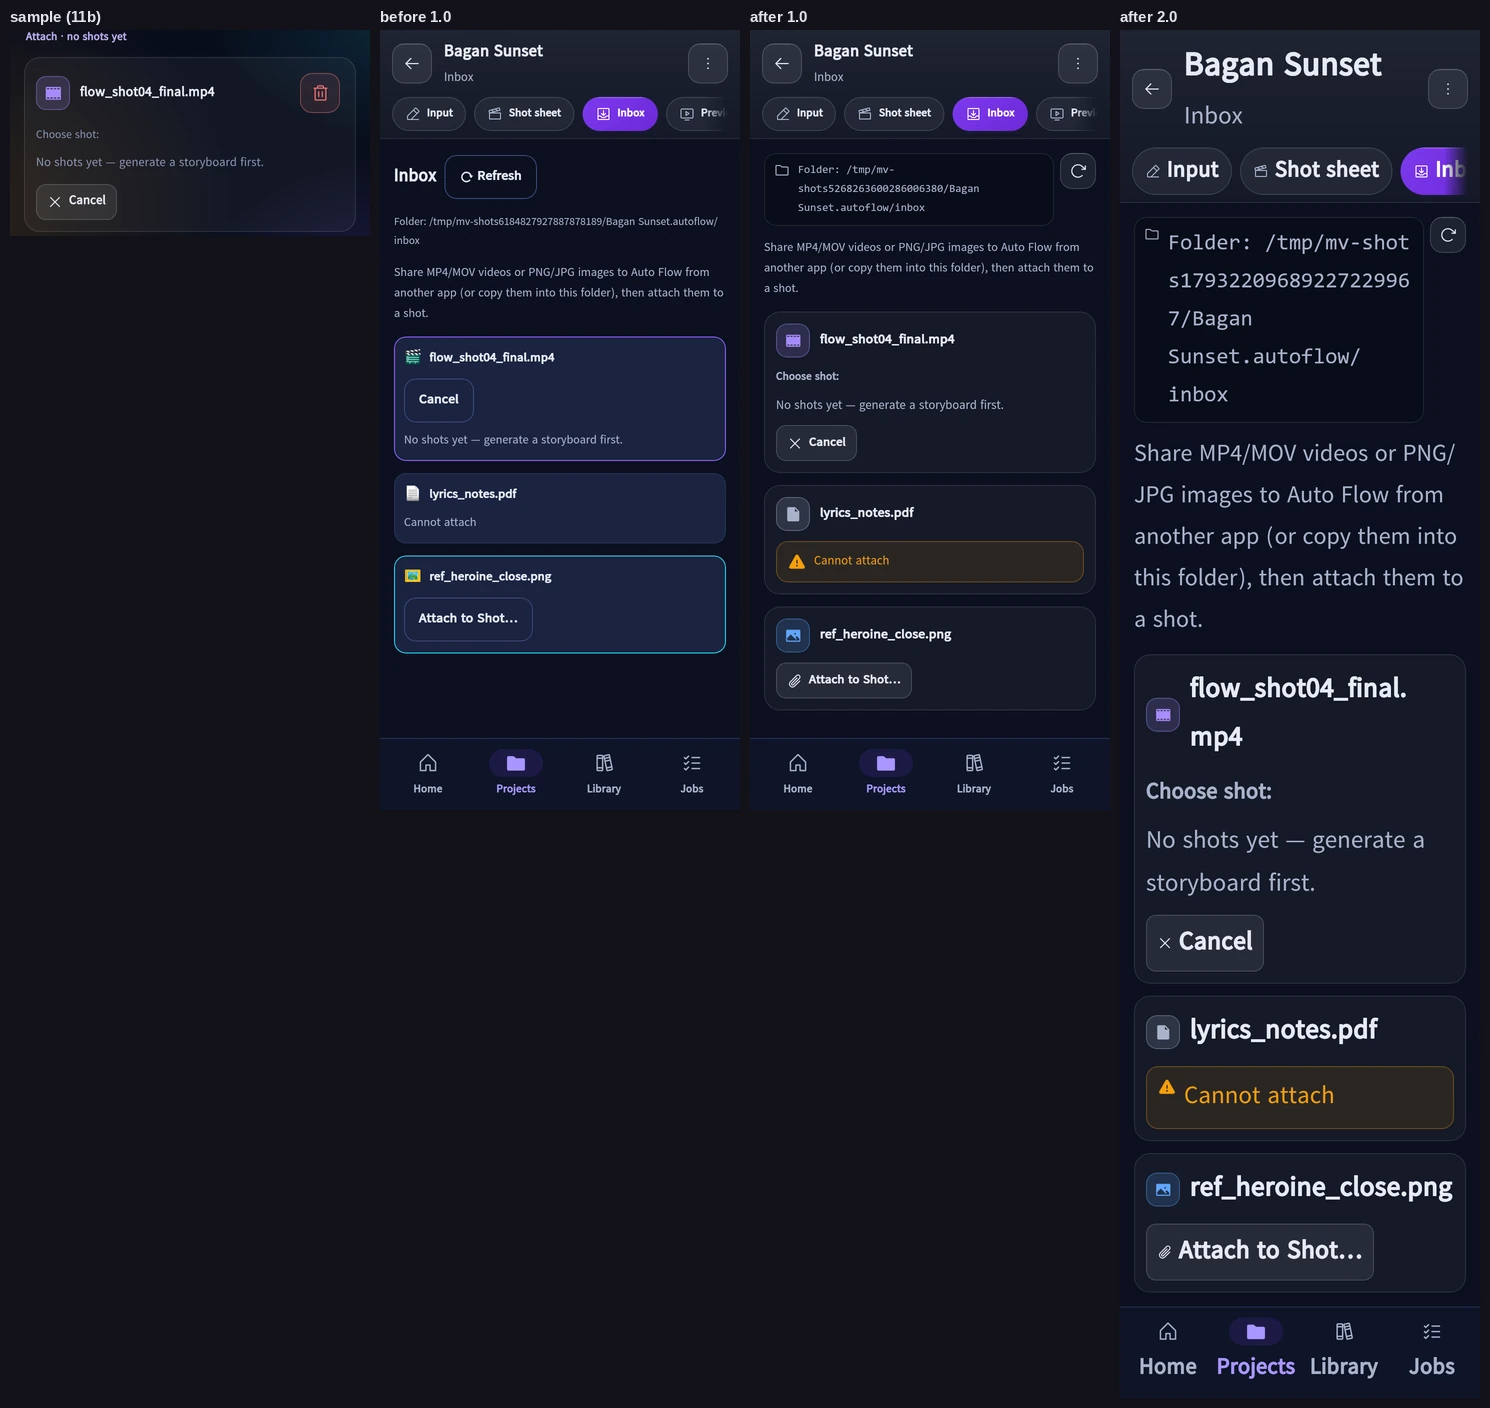 sample (11b)
Attach · no shots yet
flow_shot04_final.mp4
Choose shot:
No shots yet — generate a storyboard first.
Cancel
before 1.0
Bagan Sunset
Inbox
Input
Shot sheet
Inbox
Previ
Inbox
Refresh
Folder: /tmp/mv-shots6184827927887878189/Bagan Sunset.autoflow/
inbox
Share MP4/MOV videos or PNG/JPG images to Auto Flow from
another app (or copy them into this folder), then attach them to
a shot.
flow_shot04_final.mp4
Cancel
No shots yet — generate a storyboard first.
lyrics_notes.pdf
Cannot attach
ref_heroine_close.png
Attach to Shot...
Home
Projects
Library
Jobs
after 1.0
Bagan Sunset
Inbox
Input
Shot sheet
Inbox
Previ
Folder: /tmp/mv-
shots5268263600286006380/Bagan
Sunset.autoflow/inbox
Share MP4/MOV videos or PNG/JPG images to Auto Flow from
another app (or copy them into this folder), then attach them to
a shot.
flow_shot04_final.mp4
Choose shot:
No shots yet — generate a storyboard first.
Cancel
lyrics_notes.pdf
Cannot attach
ref_heroine_close.png
Attach to Shot...
Home
Projects
Library
Jobs
after 2.0
Bagan Sunset
Inbox
Input
Shot sheet
Inb
Folder: /tmp/mv-shot
s1793220968922722996
7/Bagan
Sunset.autoflow/
inbox
Share MP4/MOV videos or PNG/
JPG images to Auto Flow from
another app (or copy them into
this folder), then attach them to
a shot.
flow_shot04_final.
mp4
Choose shot:
No shots yet — generate a
storyboard first.
Cancel
lyrics_notes.pdf
Cannot attach
ref_heroine_close.png
Attach to Shot...
Home
Projects
Library
Jobs